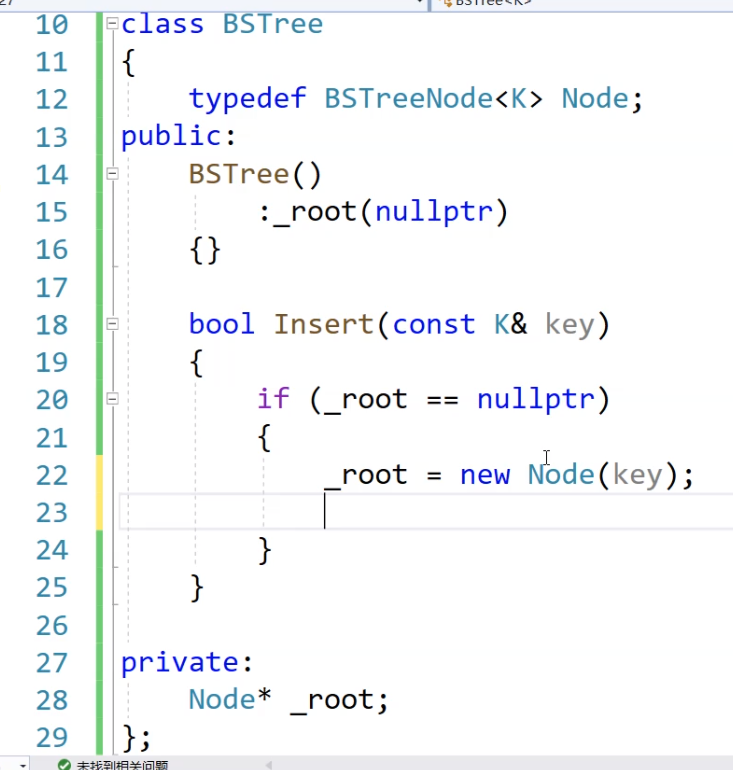 27
BSTree<K>
10 class BSTree
11 {
12 typedef BSTreeNode<K> Node;
13 public:
14 BSTree()
15 :_root(nullptr)
16 {}
17
18 bool Insert(const K& key)
19 {
20 if (_root == nullptr)
21 {
22 _root = new Node(key);
23
24 }
25 }
26
27 private:
28 Node* _root;
29 };
未找到相关问题